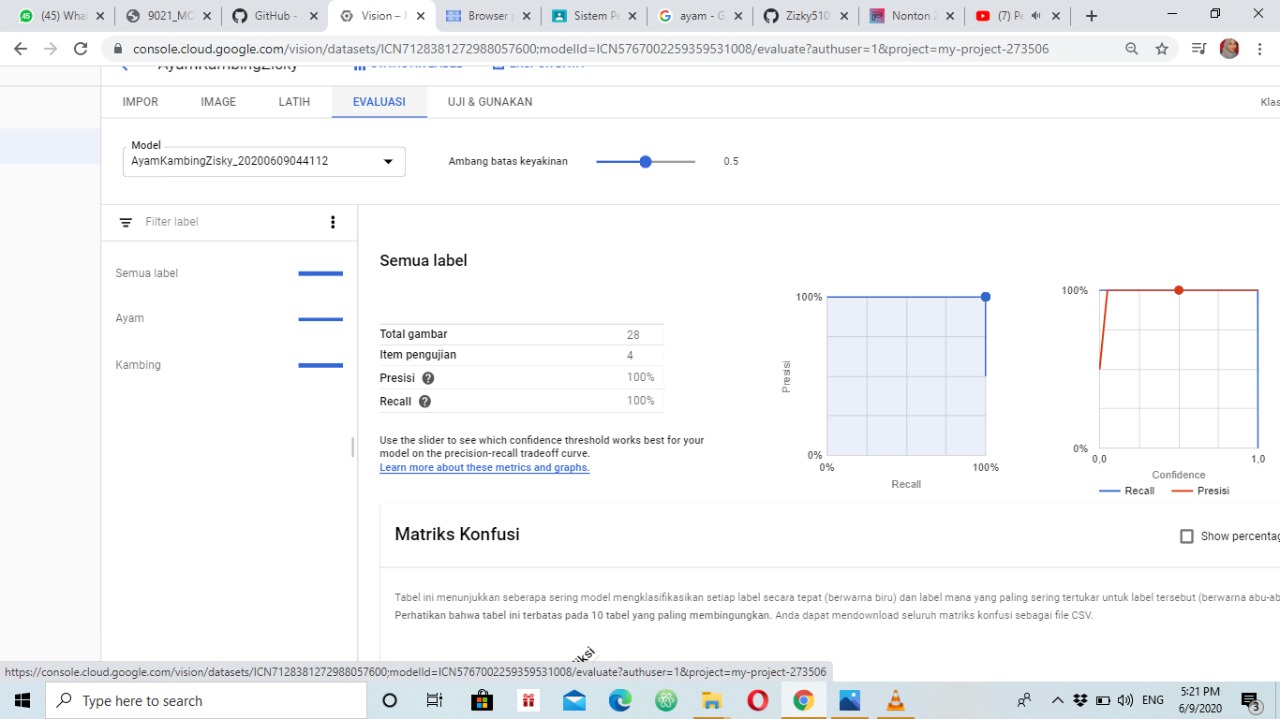 (45) What
9021_MC
GitHub -
Vision – N
Browser
Sistem Pe
ayam - G
Zizky510
Nonton Z
(7) Pe
console.cloud.google.com/vision/datasets/ICN7128381272988057600;modelId=ICN5767002259359531008/evaluate?authuser=1&project=my-project-273506
AyamKambingZisky
IMPOR IMAGE LATIH EVALUASI UJI & GUNAKAN Klas
Model
AyamKambingZisky_20200609044112
Ambang batas keyakinan 0.5
Filter label
Semua label
Ayam
Kambing
Semua label
Total gambar 28
Item pengujian 4
Presisi 100%
Recall 100%
Use the slider to see which confidence threshold works best for your
model on the precision-recall tradeoff curve.
Learn more about these metrics and graphs.
100%
Presisi
0%
0% 100%
Recall
100%
0%
0,0 1,0
Confidence
Recall Presisi
Matriks Konfusi
Show percentag
Tabel ini menunjukkan seberapa sering model mengklasifikasikan setiap label secara tepat (berwarna biru) dan label mana yang paling sering tertukar untuk label tersebut (berwarna abu-ab
Perhatikan bahwa tabel ini terbatas pada 10 tabel yang paling membingungkan. Anda dapat mendownload seluruh matriks konfusi sebagai file CSV.
https://console.cloud.google.com/vision/datasets/ICN7128381272988057600;modelId=ICN5767002259359531008/evaluate?authuser=1&project=my-project-273506
Type here to search
ENG
5:21 PM
6/9/2020
3